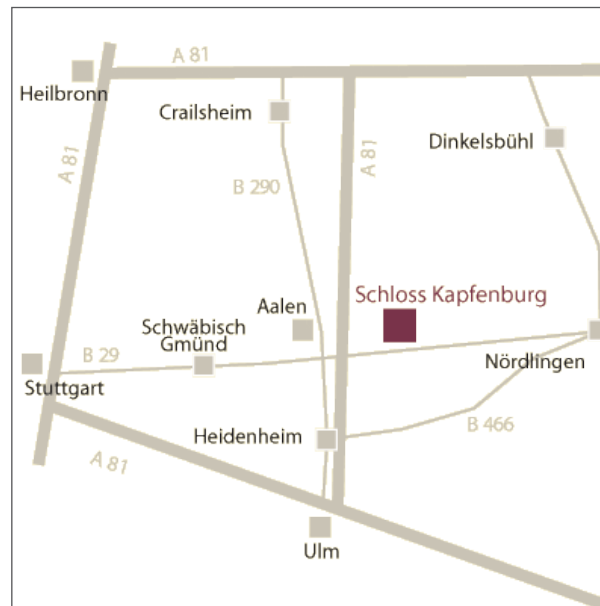 A 81
Heilbronn
Crailsheim
Dinkelsbühl
A 81
A 81
B 290
Schloss Kapfenburg
Aalen
Schwäbisch
Gmünd
B 29
Nördlingen
Stuttgart
B 466
Heidenheim
A 81
Ulm